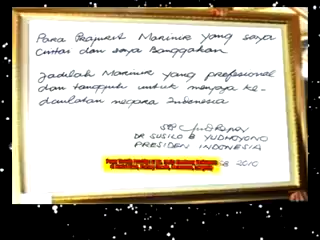 Para Prajurit Marinir yang saya
Cintai dan saya Banggakan
Jadilah Marinir yang profesional
dan tangguh untuk menjaga ke-
daulatan negara Indonesia
DR SUSILO B YUDHOYONO
PRESIDEN INDONESIA
2010